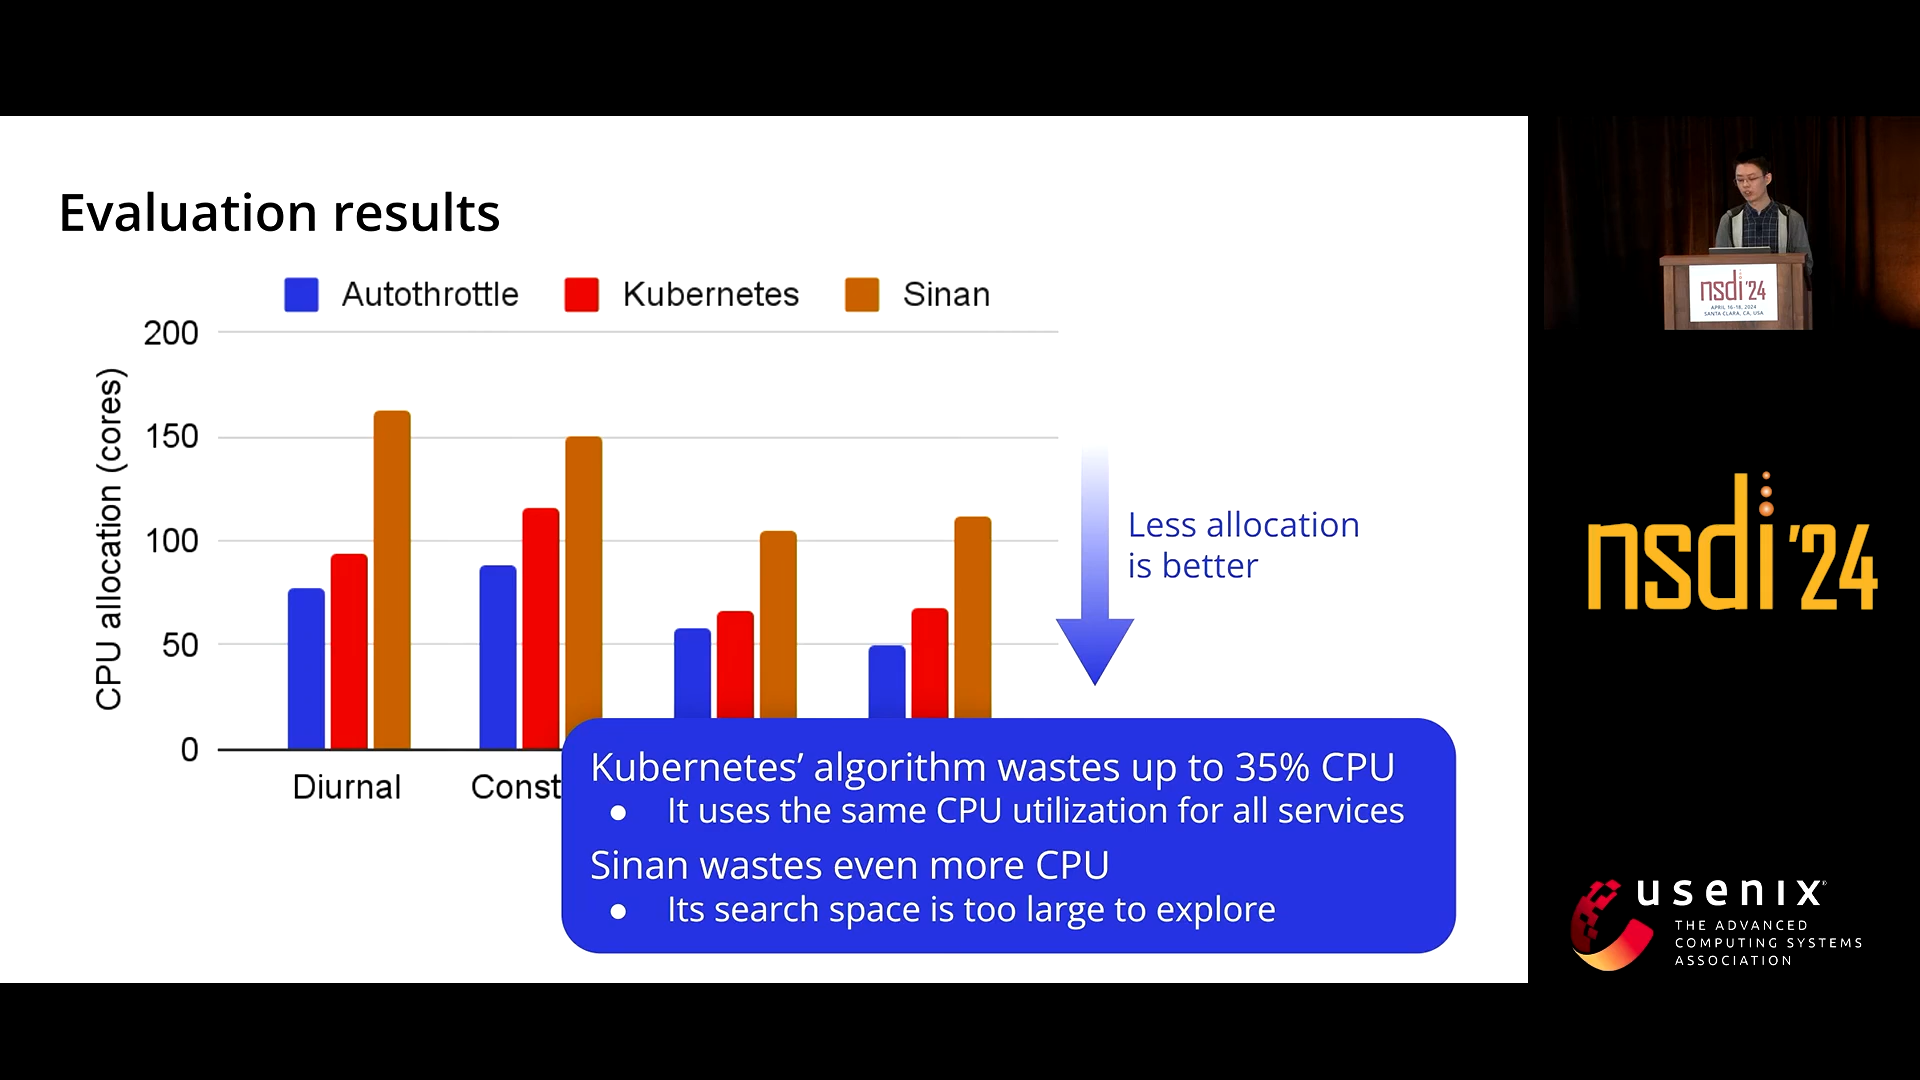 Evaluation results
Autothrottle Kubernetes Sinan
CPU allocation (cores)
200
150
100
50
0
Diurnal Const
Less allocation
is better
Kubernetes’ algorithm wastes up to 35% CPU
● It uses the same CPU utilization for all services
Sinan wastes even more CPU
● Its search space is too large to explore
nsdi '24
APRIL 16-18, 2024
SANTA CLARA, CA, USA
nsdi '24
usenix
THE ADVANCED
COMPUTING SYSTEMS
ASSOCIATION